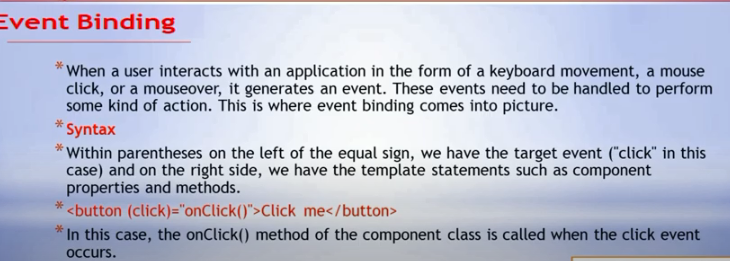 Event Binding
* When a user interacts with an application in the form of a keyboard movement, a mouse
click, or a mouseover, it generates an event. These events need to be handled to perform
some kind of action. This is where event binding comes into picture.
* Syntax
* Within parentheses on the left of the equal sign, we have the target event ("click" in this
case) and on the right side, we have the template statements such as component
properties and methods.
* <button (click)="onClick()">Click me</button>
* In this case, the onClick() method of the component class is called when the click event
occurs.